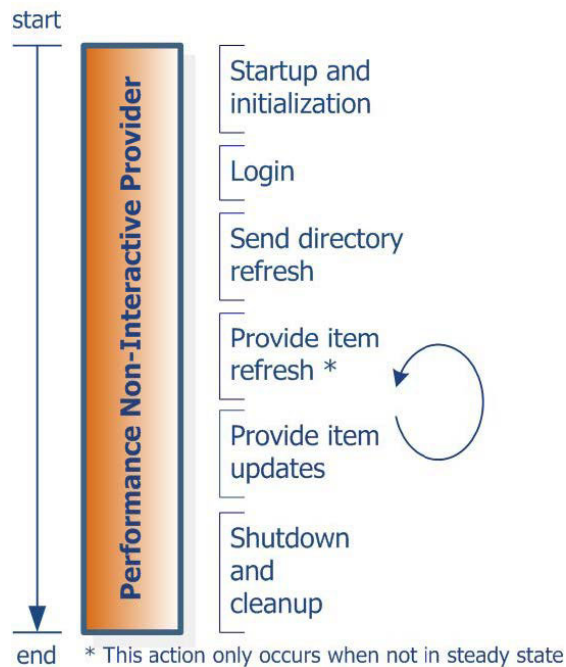 start
Performance Non-Interactive Provider
Startup and
initialization
Login
Send directory
refresh
Provide item
refresh *
Provide item
updates
Shutdown
and
cleanup
end
* This action only occurs when not in steady state